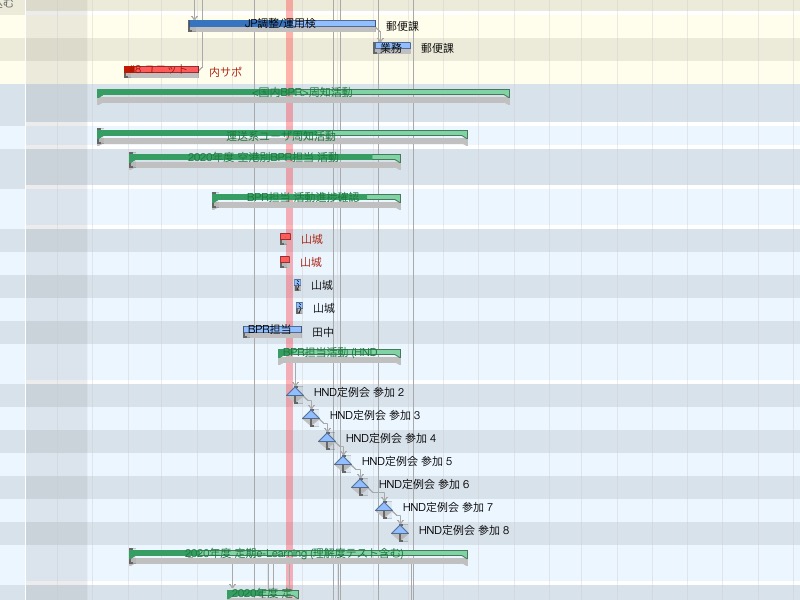 込む
JP調整/運用検
郵便課
業務
郵便課
ユニット
内サポ
<国内BPR>周知活動
運送系ユーザ周知活動
2020年度 空港別BPR担当 活動
BPR担当 活動進捗確認
山城
山城
山城
山城
BPR担当
田中
BPR担当活動 (HND
HND定例会 参加 2
HND定例会 参加 3
HND定例会 参加 4
HND定例会 参加 5
HND定例会 参加 6
HND定例会 参加 7
HND定例会 参加 8
2020年度 定期e-Learning (理解度テスト含む)
2020年度 定